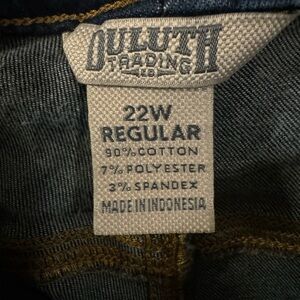 DULUTH
TRADING
CO
22W
REGULAR
90% COTTON
7% POLYESTER
3% SPANDEX
MADE IN INDONESIA